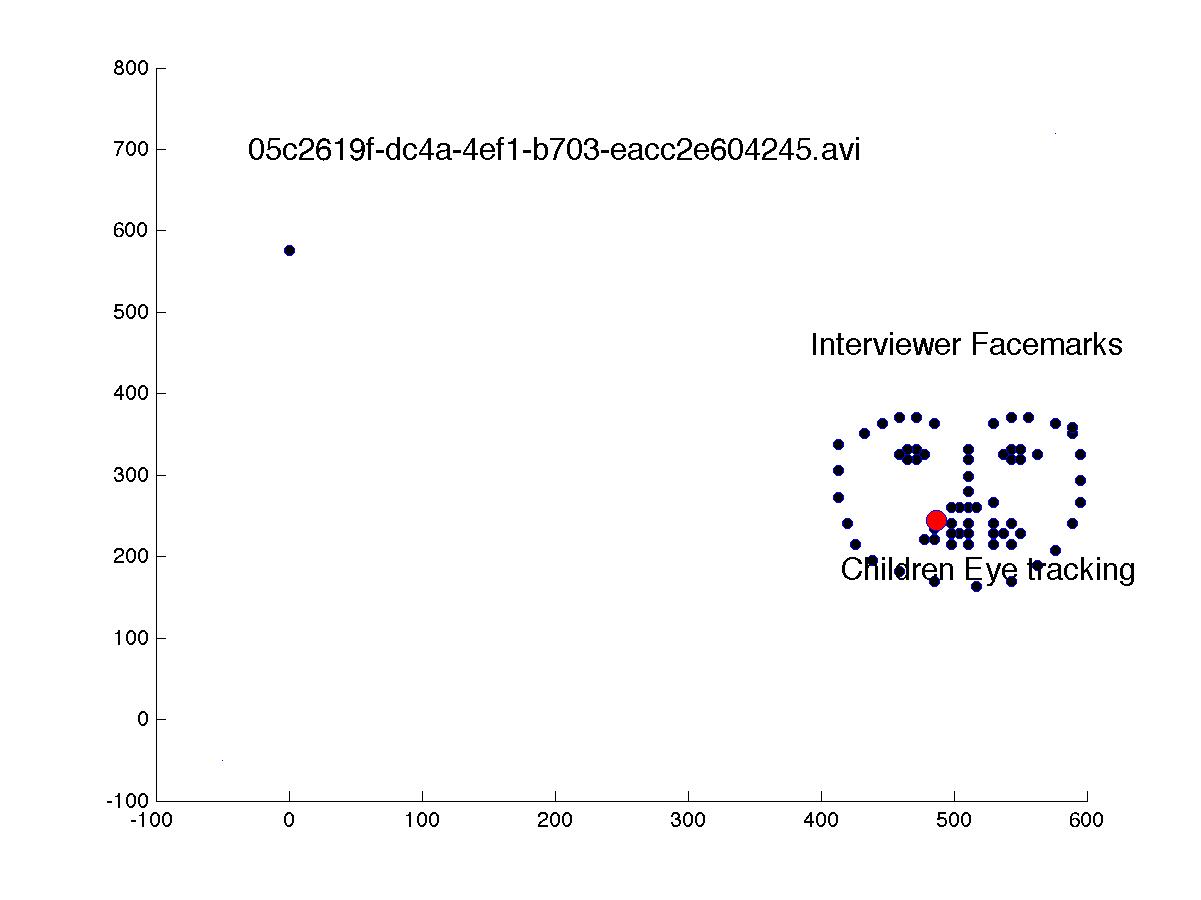 800
700
05c2619f-dc4a-4ef1-b703-eacc2e604245.avi
600
500
Interviewer Facemarks
400
300
200
Children Eye tracking
100
0
-100
-100 0 100 200 300 400 500 600